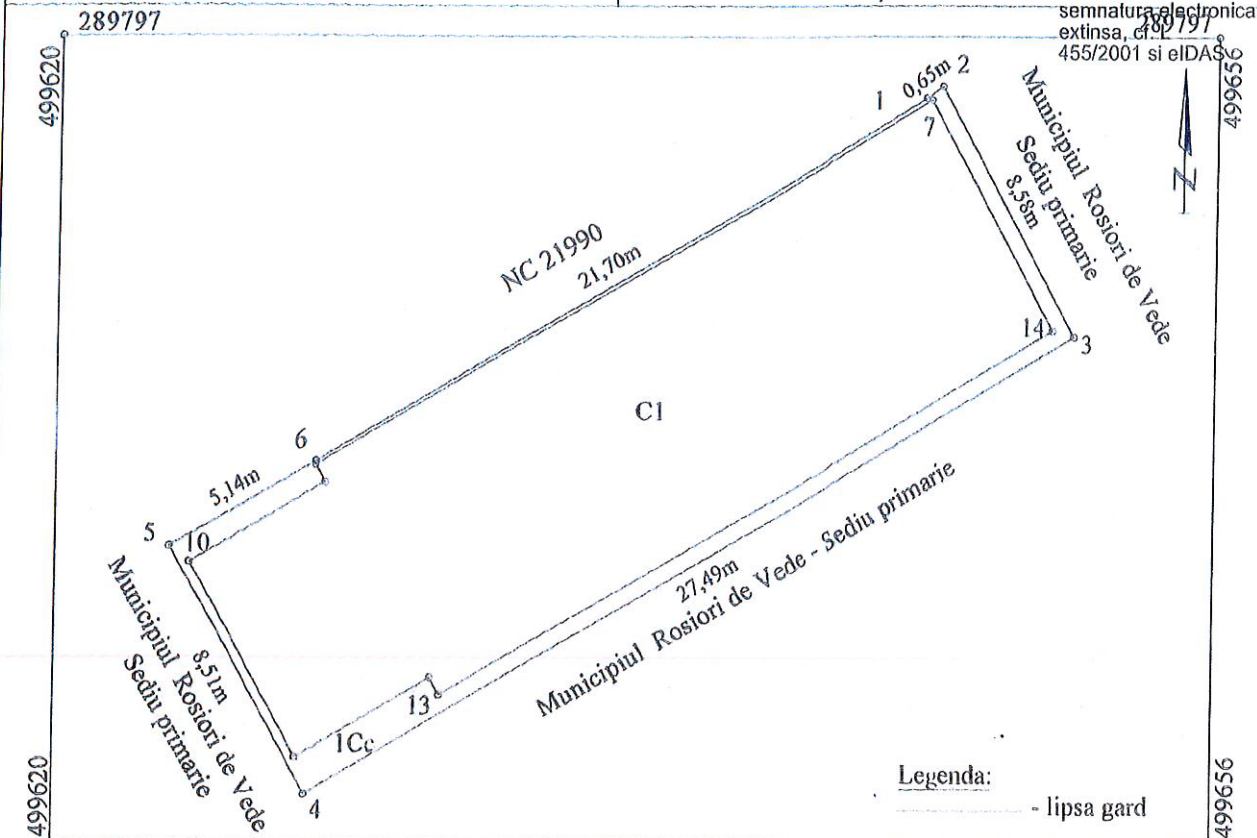 semnatura electronica
extinsa, cf. L
455/2001 si eIDAS
289797
289797
499620
499656
1
0,65m
2
7
Municipiul Rosiori de Vede
Sediu primarie
8,58m
N
NC 21990
21,70m
14
3
C1
6
5,14m
5
10
27,49m
Municipiul Rosiori de Vede - Sediu primarie
Municipiul Rosiori de Vede
8,51m
Sediu primarie
13
1Cc
4
499620
499656
Legenda:
- lipsa gard